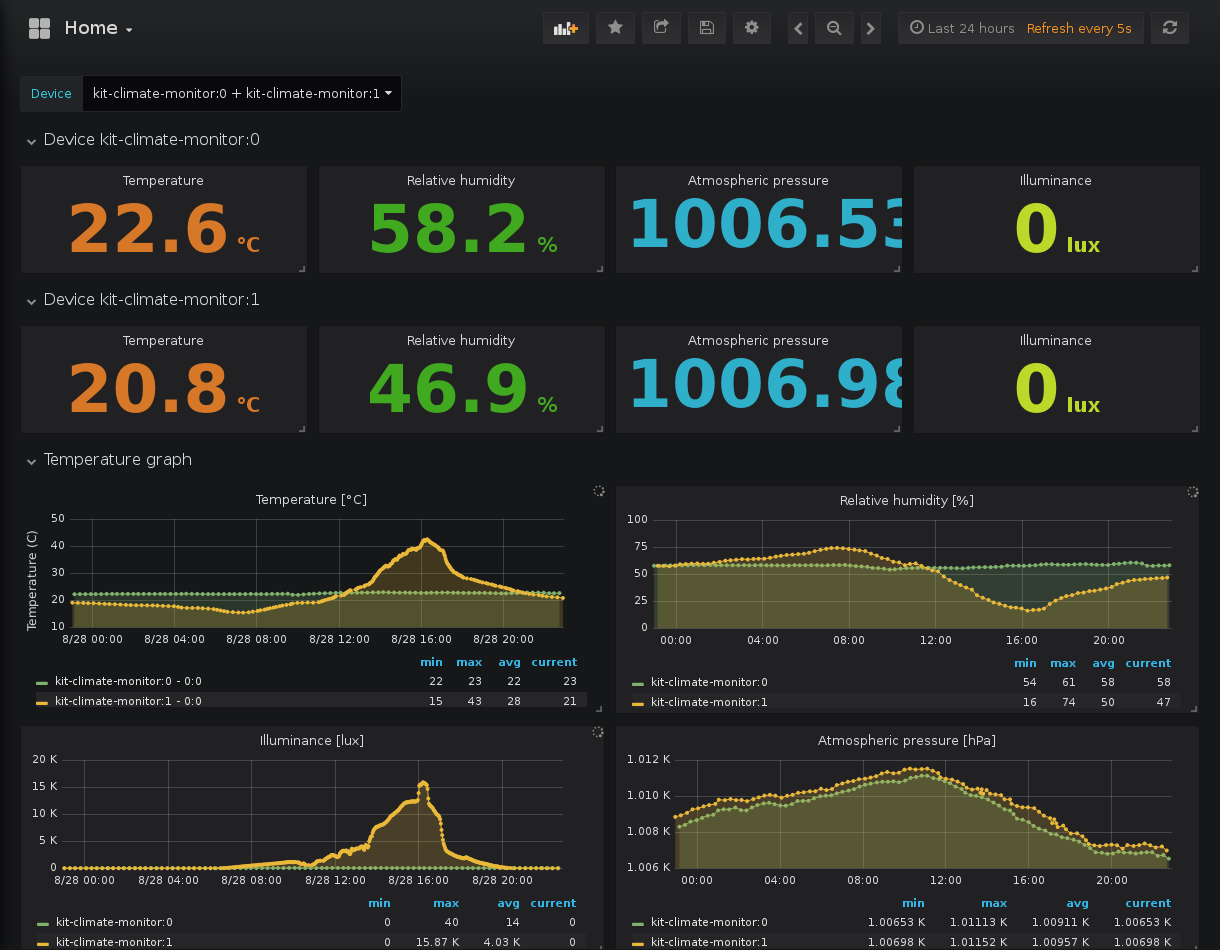 Home
Last 24 hours Refresh every 5s
Device kit-climate-monitor:0 + kit-climate-monitor:1
Device kit-climate-monitor:0
Temperature Relative humidity Atmospheric pressure Illuminance
22.6 °C 58.2 % 1006.53 0 lux
Device kit-climate-monitor:1
Temperature Relative humidity Atmospheric pressure Illuminance
20.8 °C 46.9 % 1006.98 0 lux
Temperature graph
Temperature [°C]
Temperature (C)
50
40
30
20
10
8/28 00:00 8/28 04:00 8/28 08:00 8/28 12:00 8/28 16:00 8/28 20:00
min max avg current
kit-climate-monitor:0 - 0:0 22 23 22 23
kit-climate-monitor:1 - 0:0 15 43 28 21
Relative humidity [%]
100
75
50
25
0
00:00 04:00 08:00 12:00 16:00 20:00
min max avg current
kit-climate-monitor:0 54 61 58 58
kit-climate-monitor:1 16 74 50 47
Illuminance [lux]
20 K
15 K
10 K
5 K
0
8/28 00:00 8/28 04:00 8/28 08:00 8/28 12:00 8/28 16:00 8/28 20:00
min max avg current
kit-climate-monitor:0 0 40 14 0
kit-climate-monitor:1 0 15.87 K 4.03 K 0
Atmospheric pressure [hPa]
1.012 K
1.010 K
1.008 K
1.006 K
00:00 04:00 08:00 12:00 16:00 20:00
min max avg current
kit-climate-monitor:0 1.00653 K 1.01113 K 1.00911 K 1.00653 K
kit-climate-monitor:1 1.00698 K 1.01152 K 1.00957 K 1.00698 K